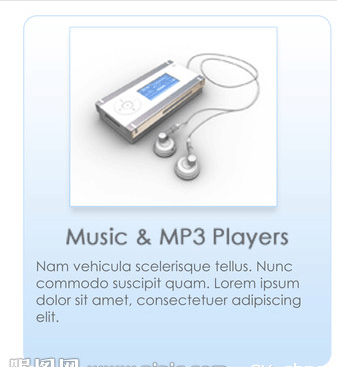 Music & MP3 Players
Nam vehicula scelerisque tellus. Nunc
commodo suscipit quam. Lorem ipsum
dolor sit amet, consectetuer adipiscing
elit.